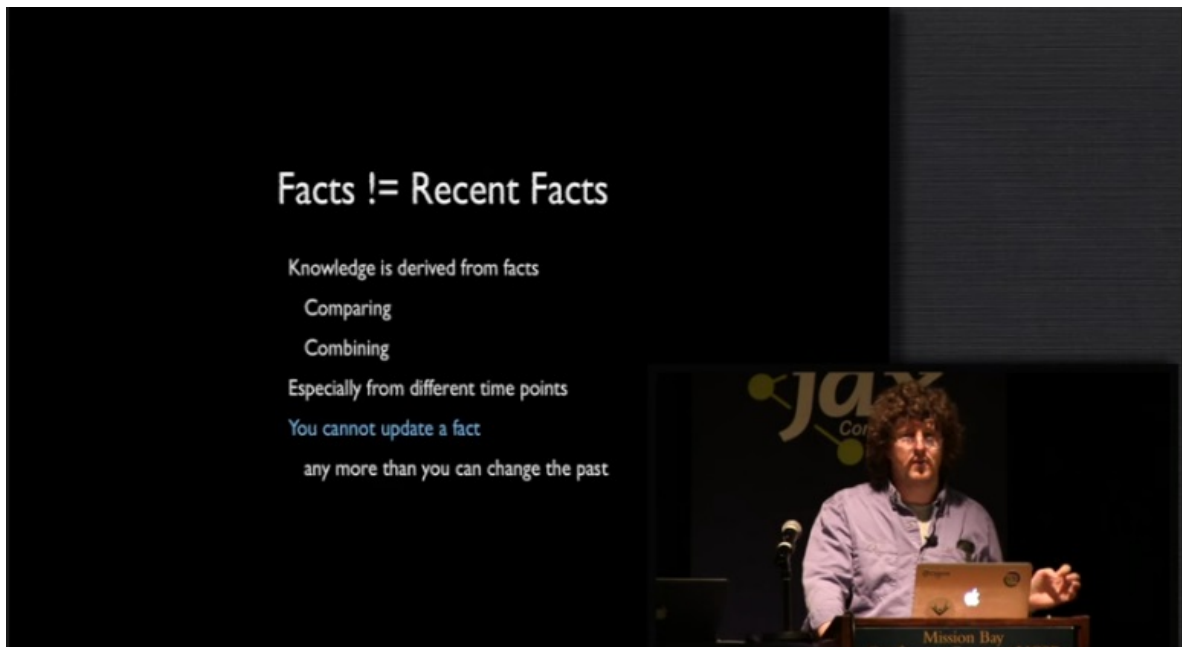 Facts != Recent Facts
Knowledge is derived from facts
Comparing
Combining
Especially from different time points
You cannot update a fact
any more than you can change the past
jax
Mission Bay